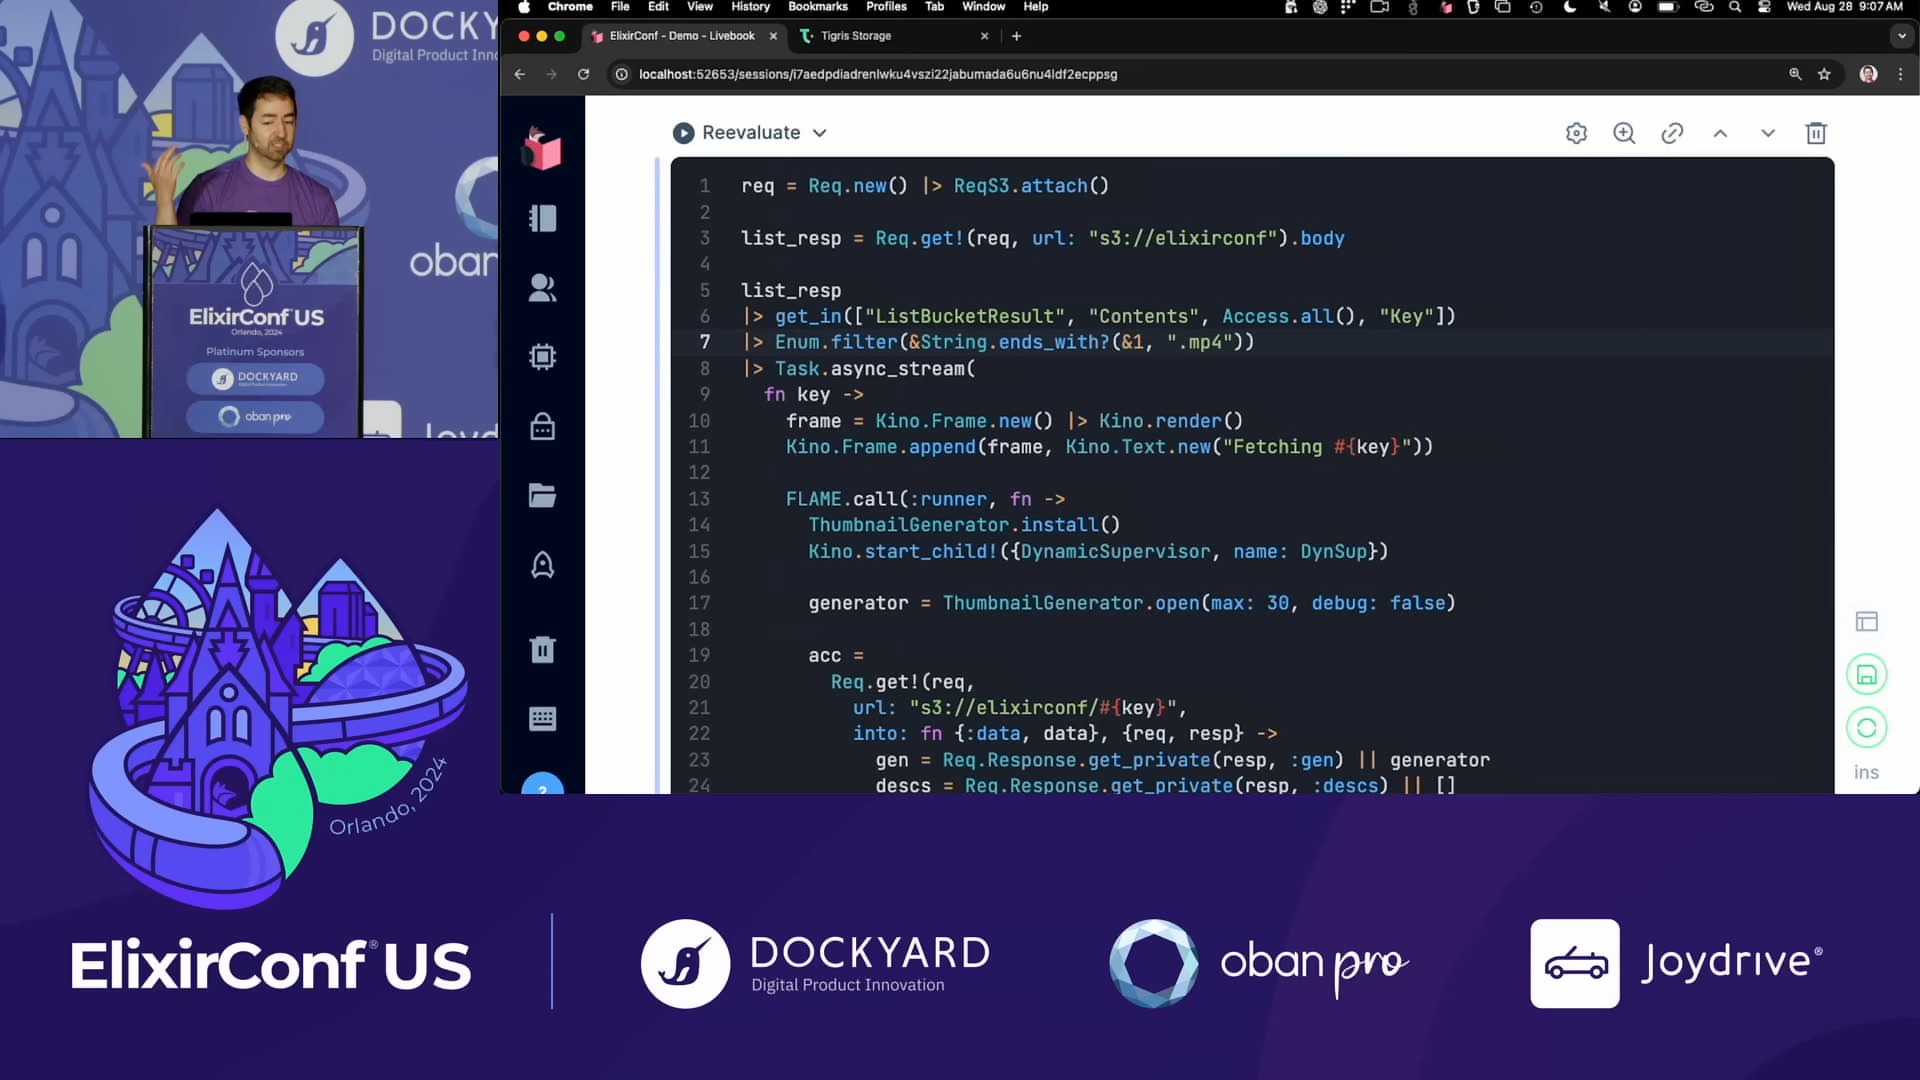 DOCKY
Digital Product Inno
oban
ElixirConf US
Orlando, 2024
Platinum Sponsors
DOCKYARD
oban pro
Joydri
Chrome File Edit View History Bookmarks Profiles Tab Window Help
Wed Aug 28 9:07 AM
ElixirConf - Demo - Livebook
Tigris Storage
localhost:52653/sessions/i7aedpdiadrenlwku4vszi22jabumada6u6nu4ldf2ecppsg
Reevaluate
1 req = Req.new() |> ReqS3.attach()
2
3 list_resp = Req.get!(req, url: "s3://elixirconf").body
4
5 list_resp
6 |> get_in(["ListBucketResult", "Contents", Access.all(), "Key"])
7 |> Enum.filter(&String.ends_with?(&1, ".mp4"))
8 |> Task.async_stream(
9 fn key ->
10 frame = Kino.Frame.new() |> Kino.render()
11 Kino.Frame.append(frame, Kino.Text.new("Fetching #{key}"))
12
13 FLAME.call(:runner, fn ->
14 ThumbnailGenerator.install()
15 Kino.start_child!({DynamicSupervisor, name: DynSup})
16
17 generator = ThumbnailGenerator.open(max: 30, debug: false)
18
19 acc =
20 Req.get!(req,
21 url: "s3://elixirconf/#{key}",
22 into: fn {:data, data}, {req, resp} ->
23 gen = Req.Response.get_private(resp, :gen) || generator
24 descs = Req.Response.get_private(resp, :descs) || []
ins
Orlando, 2024
ElixirConf® US
DOCKYARD
Digital Product Innovation
oban pro
Joydrive®